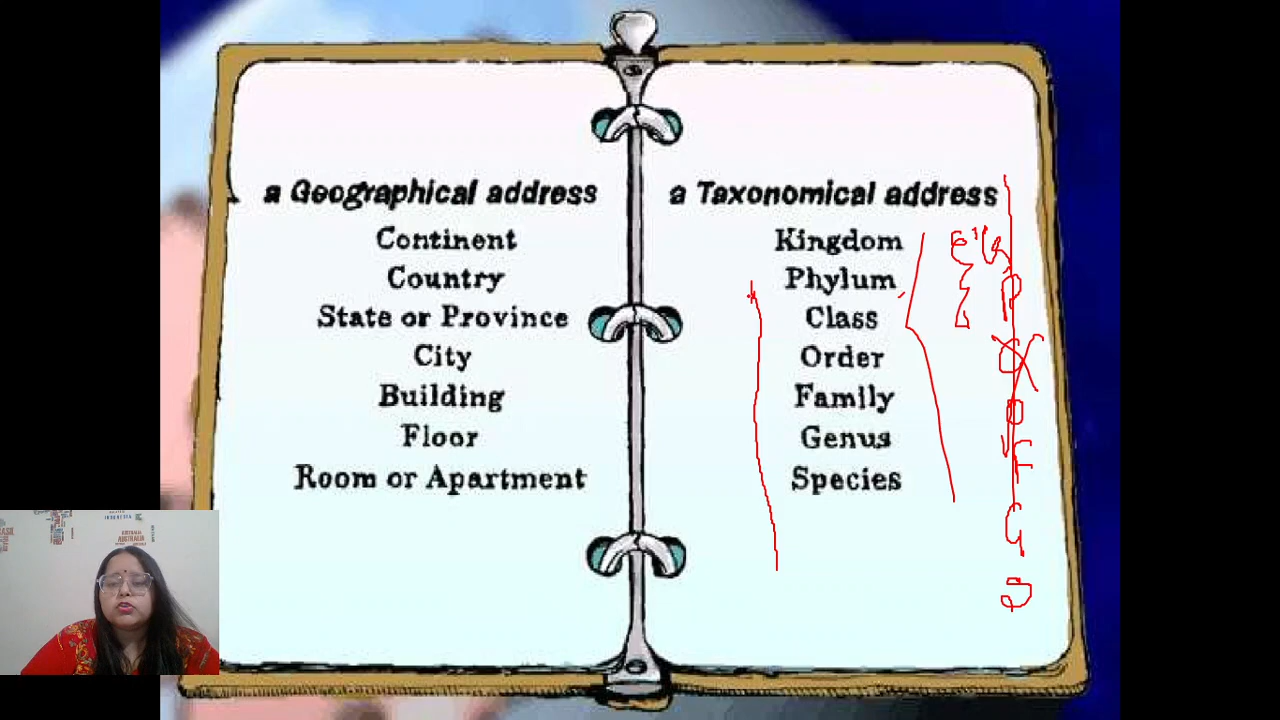 a Geographical address
Continent
Country
State or Province
City
Building
Floor
Room or Apartment
a Taxonomical address
Kingdom
Phylum
Class
Order
Family
Genus
Species
AUSTRALIA